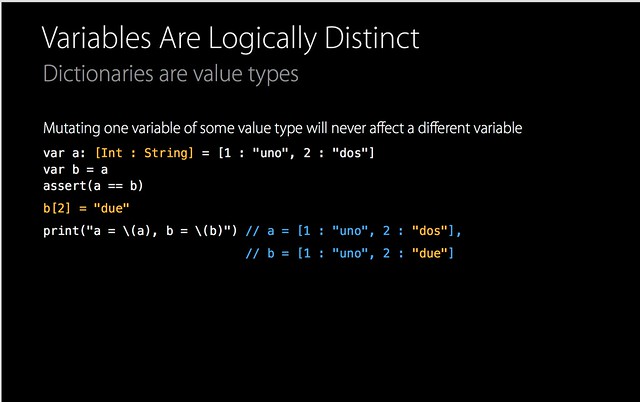 Variables Are Logically Distinct
Dictionaries are value types
Mutating one variable of some value type will never affect a different variable
var a: [Int : String] = [1 : "uno", 2 : "dos"]
var b = a
assert(a == b)
b[2] = "due"
print("a = \(a), b = \(b)") // a = [1 : "uno", 2 : "dos"],
// b = [1 : "uno", 2 : "due"]